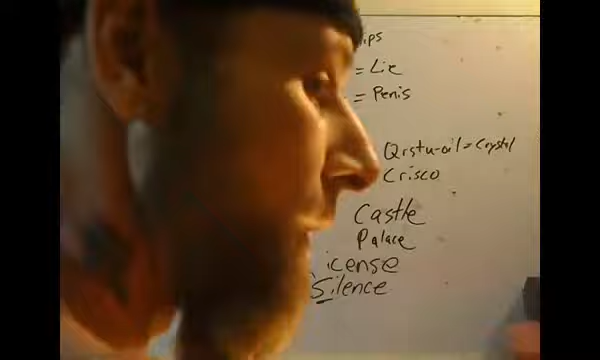 ips
= Lie
= Penis
Qrstu-oil = Crystal
Crisco
Castle
Palace
icense
Silence